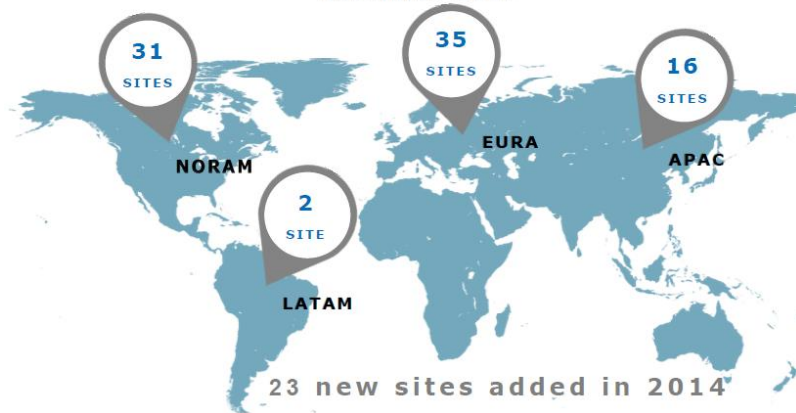 31
SITES
NORAM
35
SITES
EURA
16
SITES
APAC
2
SITE
LATAM
23 new sites added in 2014